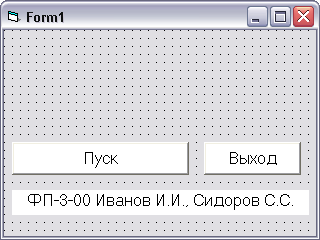 Form1
Пуск
Выход
ФП-3-00 Иванов И.И., Сидоров С.С.